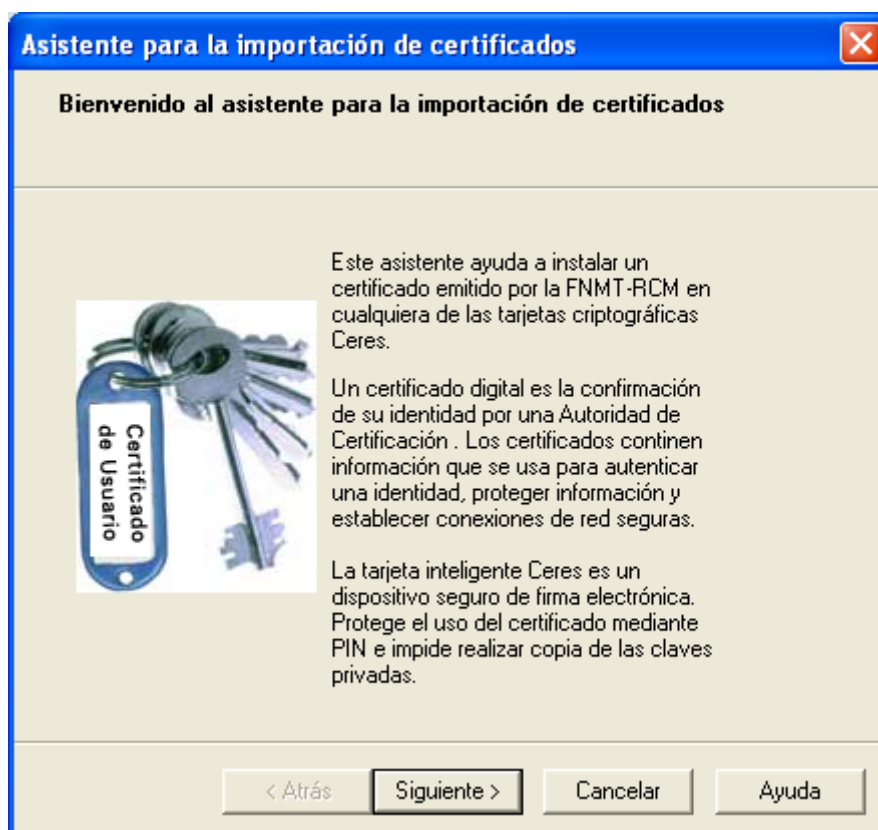 Asistente para la importación de certificados
Bienvenido al asistente para la importación de certificados
Este asistente ayuda a instalar un
certificado emitido por la FNMT-RCM en
cualquiera de las tarjetas criptográficas
Ceres.
Un certificado digital es la confirmación
de su identidad por una Autoridad de
Certificación . Los certificados continen
información que se usa para autenticar
una identidad, proteger información y
establecer conexiones de red seguras.
La tarjeta inteligente Ceres es un
dispositivo seguro de firma electrónica.
Protege el uso del certificado mediante
PIN e impide realizar copia de las claves
privadas.
Certificado
de Usuario
< Atrás
Siguiente >
Cancelar
Ayuda